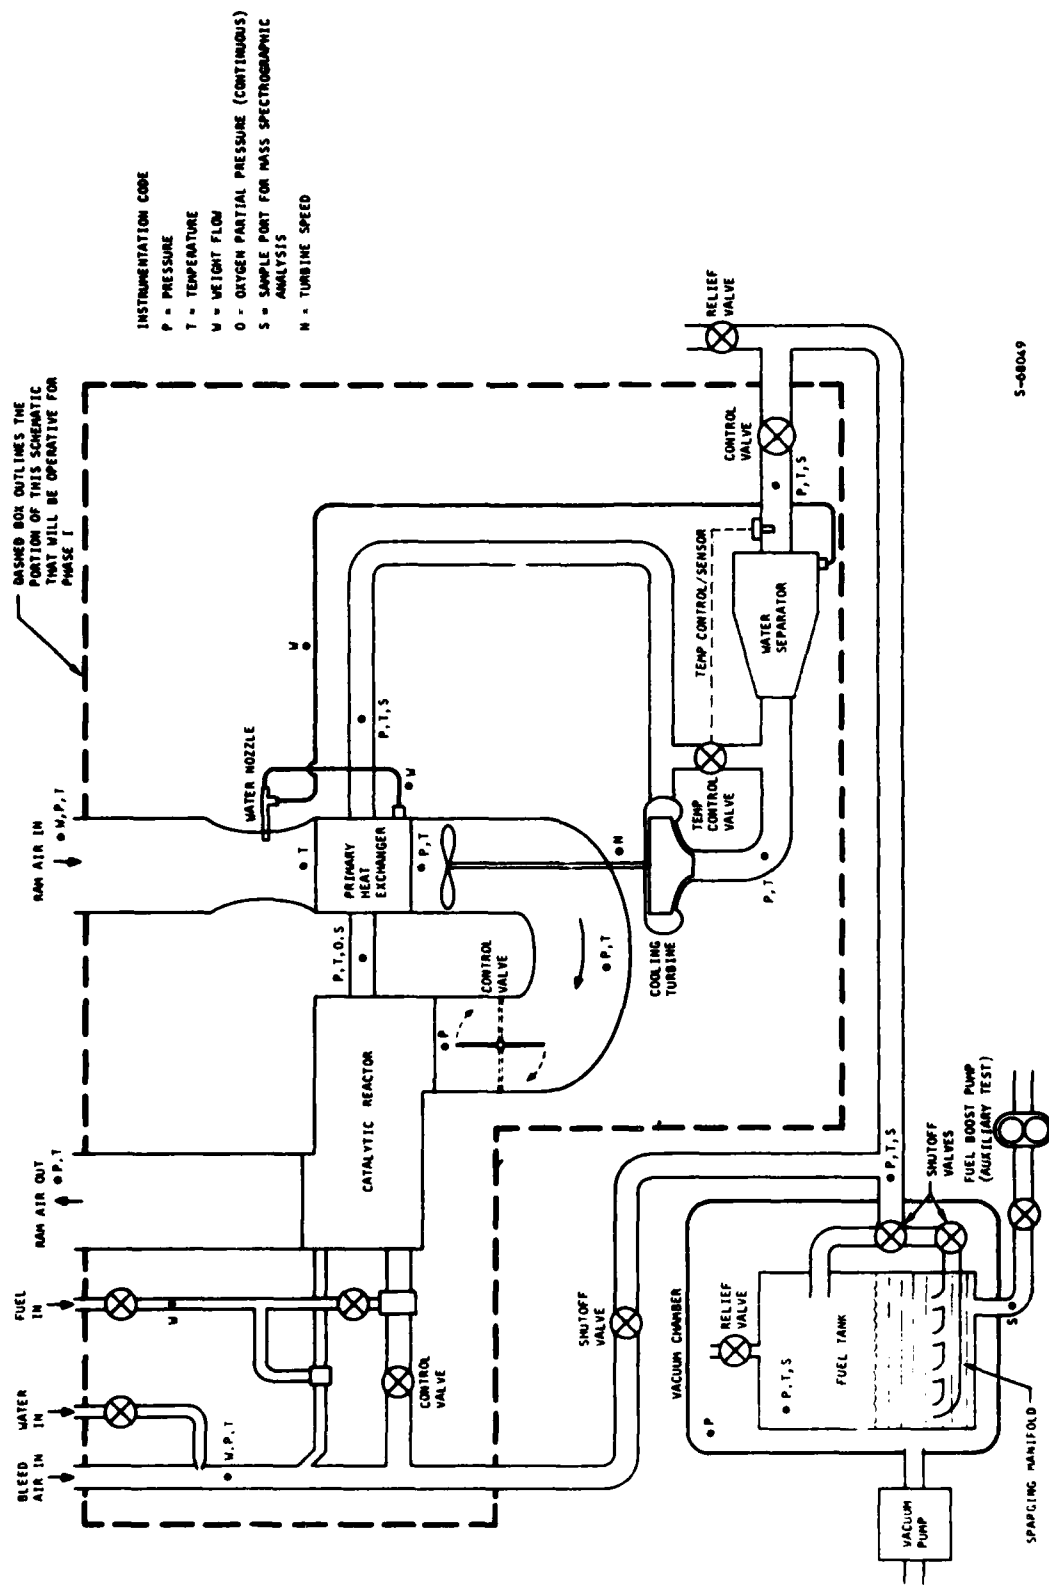 DASHED BOX OUTLINES THE
PORTION OF THIS SCHEMATIC
THAT WILL BE OPERATIVE FOR
PHASE I
INSTRUMENTATION CODE
P = PRESSURE
T = TEMPERATURE
W = WEIGHT FLOW
O = OXYGEN PARTIAL PRESSURE (CONTINUOUS)
S = SAMPLE PORT FOR MASS SPECTROGRAPHIC
ANALYSIS
N = TURBINE SPEED
BLEED
AIR IN
WATER
IN
FUEL
IN
RAM AIR OUT
P,T
RAM AIR IN
W,P,T
W
W,P,T
CONTROL
VALVE
CATALYTIC REACTOR
P,T,O,S
T
WATER NOZZLE
PRIMARY
HEAT
EXCHANGER
W
P,T
P,T,S
W
P
CONTROL
VALVE
P,T
N
COOLING
TURBINE
P,T
TEMP
CONTROL
VALVE
TEMP CONTROL/SENSOR
WATER
SEPARATOR
P,T,S
CONTROL
VALVE
RELIEF
VALVE
SHUTOFF
VALVE
P,T,S
VACUUM CHAMBER
P
RELIEF
VALVE
P,T,S
FUEL TANK
SHUTOFF
VALVES
FUEL BOOST PUMP
(AUXILIARY TEST)
S
VACUUM
PUMP
SPARGING MANIFOLD
S-68049